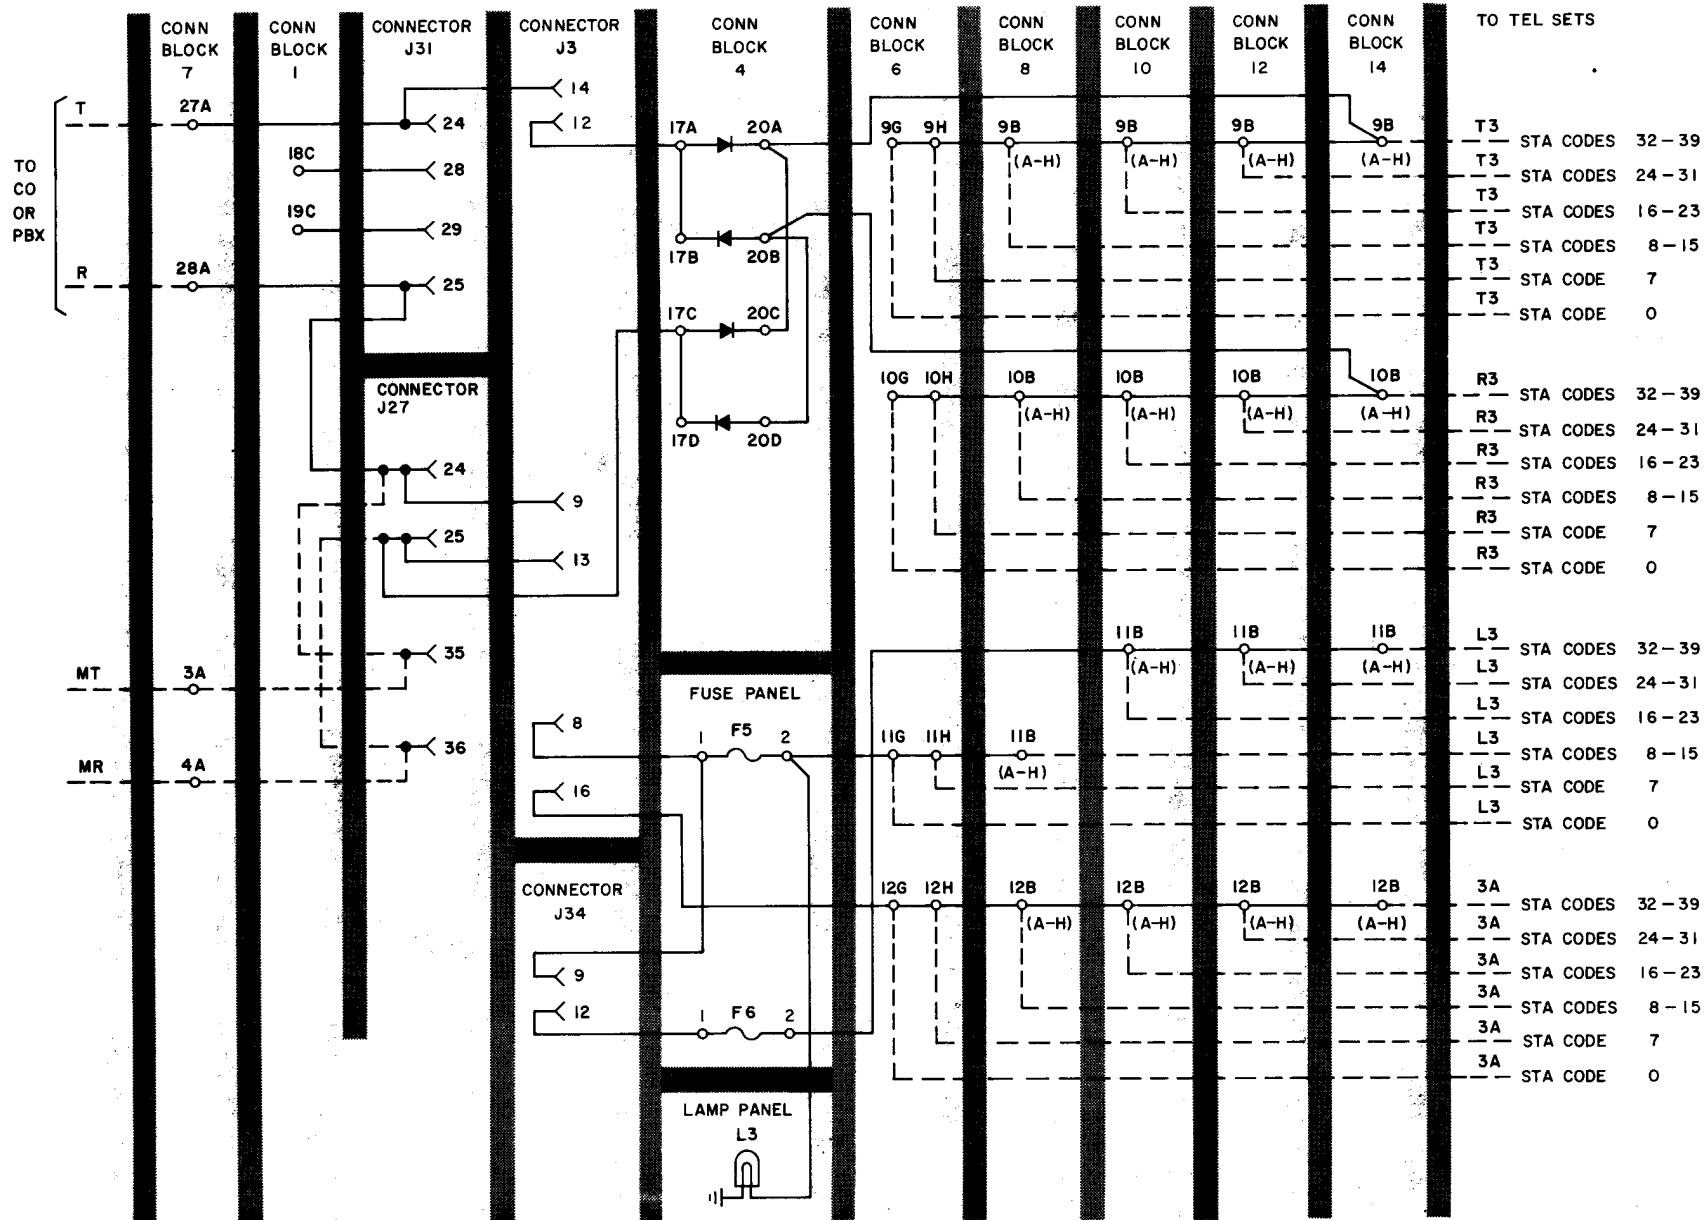 CONN BLOCK 7
CONN BLOCK 1
CONNECTOR J31
CONNECTOR J3
CONN BLOCK 4
CONN BLOCK 6
CONN BLOCK 8
CONN BLOCK 10
CONN BLOCK 12
CONN BLOCK 14
TO TEL SETS
TO CO OR PBX
T
27A
24
14
12
18C
28
19C
29
R
28A
25
CONNECTOR J27
24
9
25
13
35
MT
3A
36
MR
4A
17A
20A
17B
20B
17C
20C
17D
20D
9G 9H 9B 9B 9B 9B T3 STA CODES 32-39
(A-H) (A-H) (A-H) (A-H)
T3 STA CODES 24-31
T3 STA CODES 16-23
T3 STA CODES 8-15
T3 STA CODE 7
T3 STA CODE 0
10G 10H 10B 10B 10B 10B R3 STA CODES 32-39
(A-H) (A-H) (A-H) (A-H)
R3 STA CODES 24-31
R3 STA CODES 16-23
R3 STA CODES 8-15
R3 STA CODE 7
R3 STA CODE 0
11B 11B 11B L3 STA CODES 32-39
(A-H) (A-H) (A-H)
L3 STA CODES 24-31
L3 STA CODES 16-23
FUSE PANEL
8
1 F5 2
11G 11H 11B L3 STA CODES 8-15
(A-H)
L3 STA CODE 7
L3 STA CODE 0
16
CONNECTOR J34
12G 12H 12B 12B 12B 12B 3A STA CODES 32-39
(A-H) (A-H) (A-H) (A-H)
3A STA CODES 24-31
3A STA CODES 16-23
3A STA CODES 8-15
3A STA CODE 7
3A STA CODE 0
9
12
1 F6 2
LAMP PANEL
L3